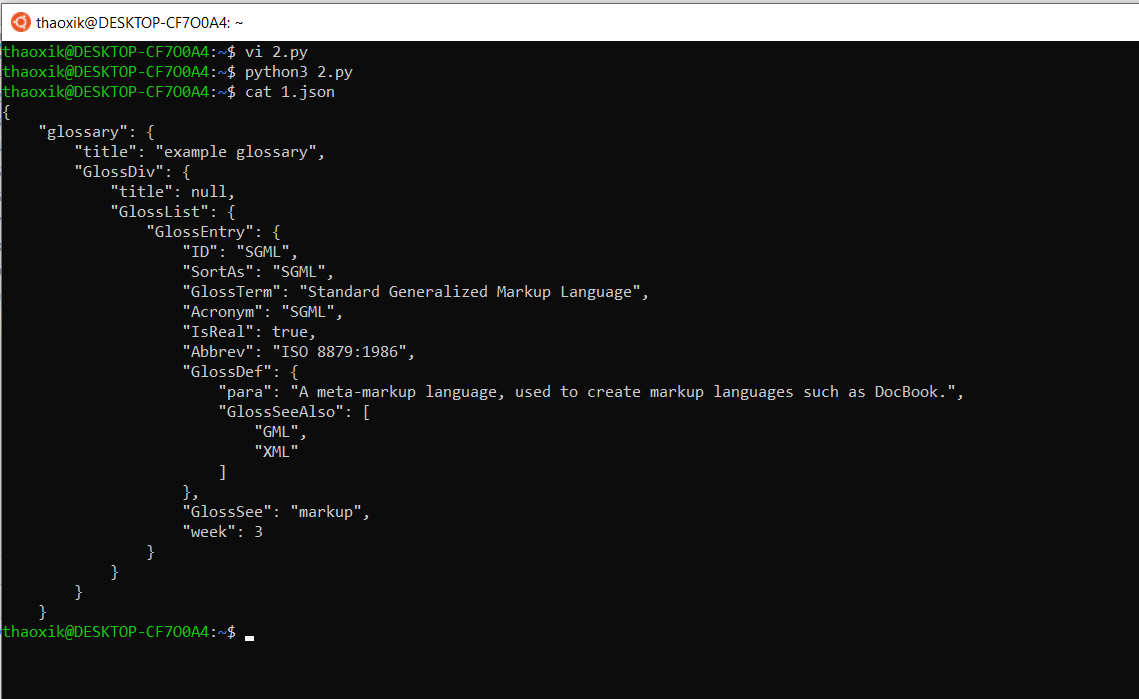 thaoxik@DESKTOP-CF7O0A4: ~
thaoxik@DESKTOP-CF7O0A4:~$ vi 2.py
thaoxik@DESKTOP-CF7O0A4:~$ python3 2.py
thaoxik@DESKTOP-CF7O0A4:~$ cat 1.json
{
    "glossary": {
        "title": "example glossary",
        "GlossDiv": {
            "title": null,
            "GlossList": {
                "GlossEntry": {
                    "ID": "SGML",
                    "SortAs": "SGML",
                    "GlossTerm": "Standard Generalized Markup Language",
                    "Acronym": "SGML",
                    "IsReal": true,
                    "Abbrev": "ISO 8879:1986",
                    "GlossDef": {
                        "para": "A meta-markup language, used to create markup languages such as DocBook.",
                        "GlossSeeAlso": [
                            "GML",
                            "XML"
                        ]
                    },
                    "GlossSee": "markup",
                    "week": 3
                }
            }
        }
    }
thaoxik@DESKTOP-CF7O0A4:~$